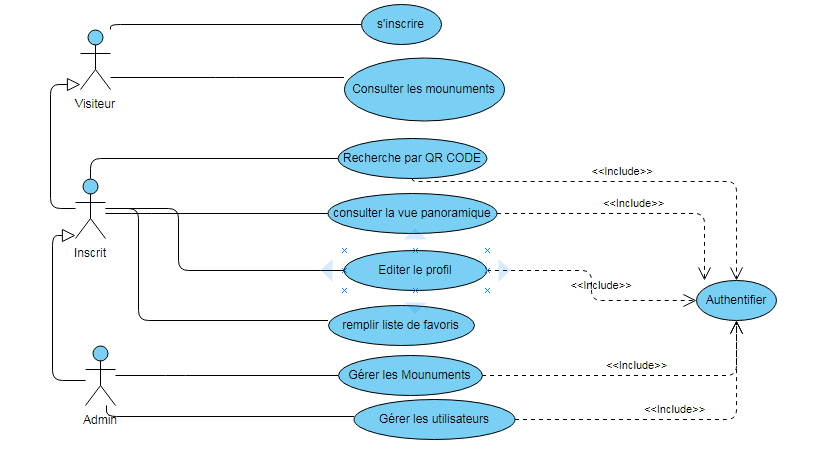 s'inscrire
Visiteur
Consulter les mounuments
Recherche par QR CODE
<<Include>>
consulter la vue panoramique
<<Include>>
Inscrit
Editer le profil
<<Include>>
Authentifier
remplir liste de favoris
Gérer les Mounuments
<<Include>>
Admin
Gérer les utilisateurs
<<Include>>